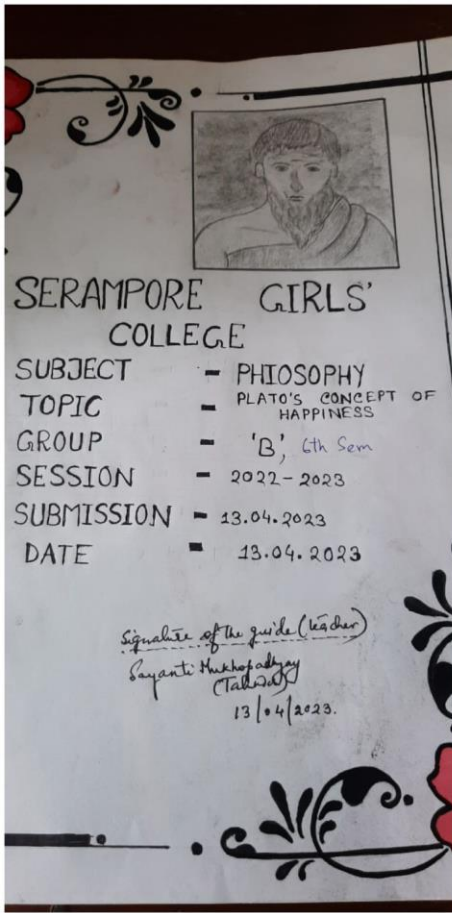 SERAMPORE GIRLS'
COLLEGE
SUBJECT - PHIOSOPHY
TOPIC - PLATO'S CONCEPT OF
HAPPINESS
GROUP - 'B', 6th Sem
SESSION - 2022-2023
SUBMISSION - 13.04.2023
DATE - 13.04.2023
Signature of the guide (teacher)
Sayanti Mukhopadhyay
13/04/2023.